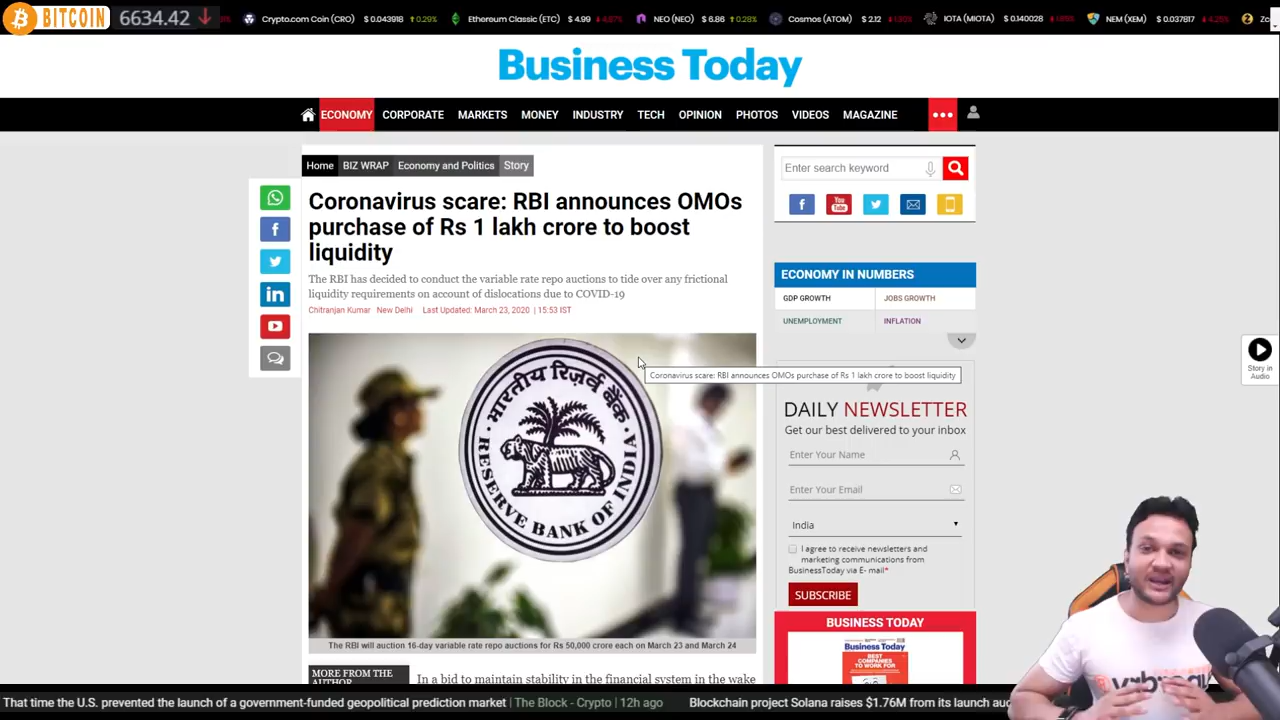 BITCOIN 6634.42 Crypto.com Coin (CRO) $ 0.043918 0.29% Ethereum Classic (ETC) $ 4.99 4.67% NEO (NEO) $ 6.86 0.28% Cosmos (ATOM) $ 2.12 IOTA (MIOTA) $ 0.140028 NEM (XEM) $ 0.037817 4.25%
Business Today
ECONOMY CORPORATE MARKETS MONEY INDUSTRY TECH OPINION PHOTOS VIDEOS MAGAZINE
Home BIZ WRAP Economy and Politics Story
Enter search keyword
Coronavirus scare: RBI announces OMOs
purchase of Rs 1 lakh crore to boost
liquidity
The RBI has decided to conduct the variable rate repo auctions to tide over any frictional
liquidity requirements on account of dislocations due to COVID-19
Chitranjan Kumar New Delhi Last Updated: March 23, 2020 | 15:53 IST
You
Tube
ECONOMY IN NUMBERS
GDP GROWTH JOBS GROWTH
UNEMPLOYMENT INFLATION
Story in
Audio
Coronavirus scare: RBI announces OMOs purchase of Rs 1 lakh crore to boost liquidity
भारतीय रिज़र्व बैंक
RESERVE BANK OF INDIA
The RBI will auction 16-day variable rate repo auctions for Rs 50,000 crore each on March 23 and March 24
DAILY NEWSLETTER
Get our best delivered to your inbox
Enter Your Name
Enter Your Email
India
I agree to receive newsletters and
marketing communications from
BusinessToday via E- mail*
SUBSCRIBE
BUSINESS TODAY
Business Today
BEST
COMPANIES
TO WORK FOR
MORE FROM THE
AUTHOR
In a bid to maintain stability in the financial system in the wake
That time the U.S. prevented the launch of a government-funded geopolitical prediction market | The Block - Crypto | 12h ago Blockchain project Solana raises $1.76M from its launch auc